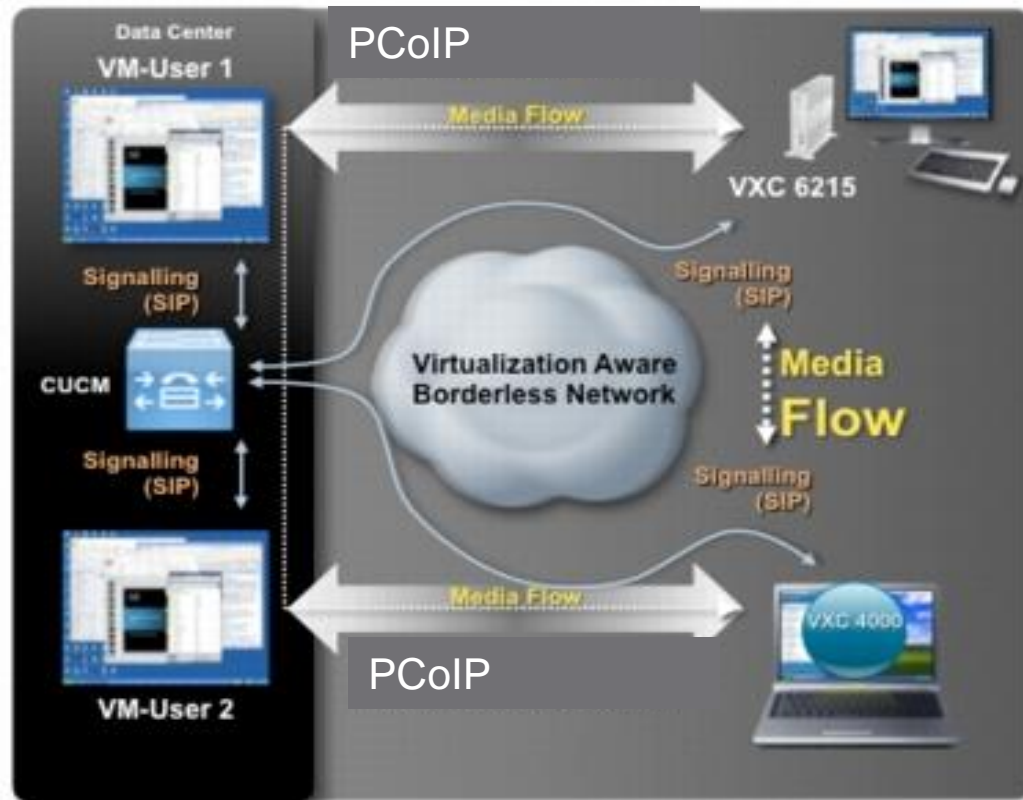 Data Center
PCoIP
VM-User 1
Media Flow
VXC 6215
Signalling
(SIP)
Signalling
(SIP)
Virtualization Aware
Borderless Network
Media
Flow
CUCM
Signalling
(SIP)
Signalling
(SIP)
Media Flow
VXC 4000
PCoIP
VM-User 2